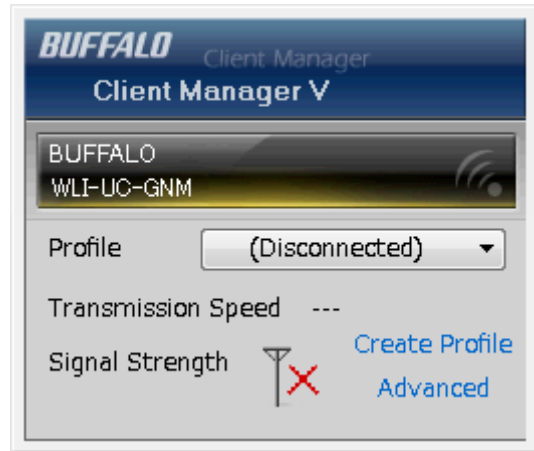 BUFFALO Client Manager
Client Manager V
BUFFALO
WLI-UC-GNM
Profile (Disconnected)
Transmission Speed ---
Signal Strength
Create Profile
Advanced